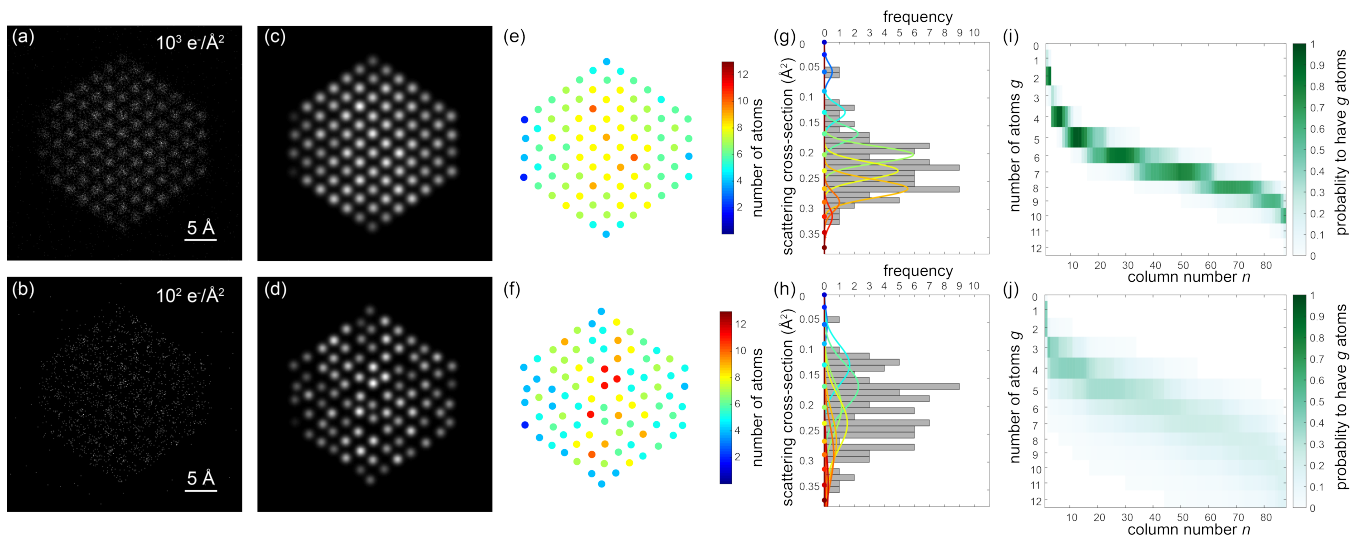 (a)
10³ e⁻/Å²
5 Å
(c)
(e)
12
10
8
6
4
2
number of atoms
(g)
frequency
0 1 2 3 4 5 6 7 8 9 10
0
0.05
0.1
0.15
0.2
0.25
0.3
0.35
scattering cross-section (Å²)
(i)
0
1
2
3
4
5
6
7
8
9
10
11
12
number of atoms g
10 20 30 40 50 60 70 80
column number n
1
0.9
0.8
0.7
0.6
0.5
0.4
0.3
0.2
0.1
0
probablity to have g atoms
(b)
10² e⁻/Å²
5 Å
(d)
(f)
12
10
8
6
4
2
number of atoms
(h)
frequency
0 1 2 3 4 5 6 7 8 9 10
0
0.05
0.1
0.15
0.2
0.25
0.3
0.35
scattering cross-section (Å²)
(j)
0
1
2
3
4
5
6
7
8
9
10
11
12
number of atoms g
10 20 30 40 50 60 70 80
column number n
1
0.9
0.8
0.7
0.6
0.5
0.4
0.3
0.2
0.1
0
probablity to have g atoms